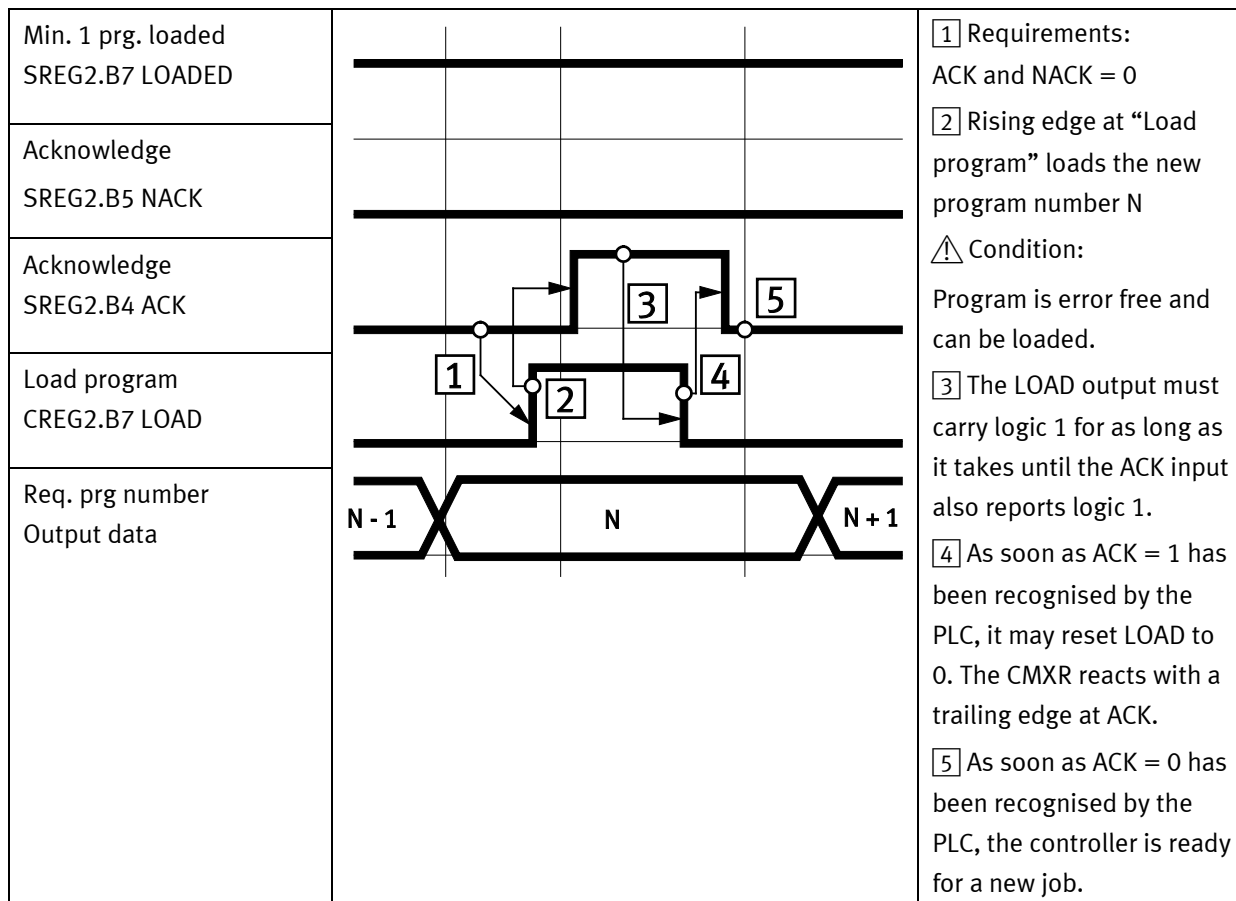 Min. 1 prg. loaded
SREG2.B7 LOADED
Acknowledge
SREG2.B5 NACK
Acknowledge
SREG2.B4 ACK
Load program
CREG2.B7 LOAD
Req. prg number
Output data
1
2
3
4
5
N - 1
N
N + 1
1 Requirements:
ACK and NACK = 0
2 Rising edge at “Load
program” loads the new
program number N
⚠ Condition:
Program is error free and
can be loaded.
3 The LOAD output must
carry logic 1 for as long as
it takes until the ACK input
also reports logic 1.
4 As soon as ACK = 1 has
been recognised by the
PLC, it may reset LOAD to
0. The CMXR reacts with a
trailing edge at ACK.
5 As soon as ACK = 0 has
been recognised by the
PLC, the controller is ready
for a new job.